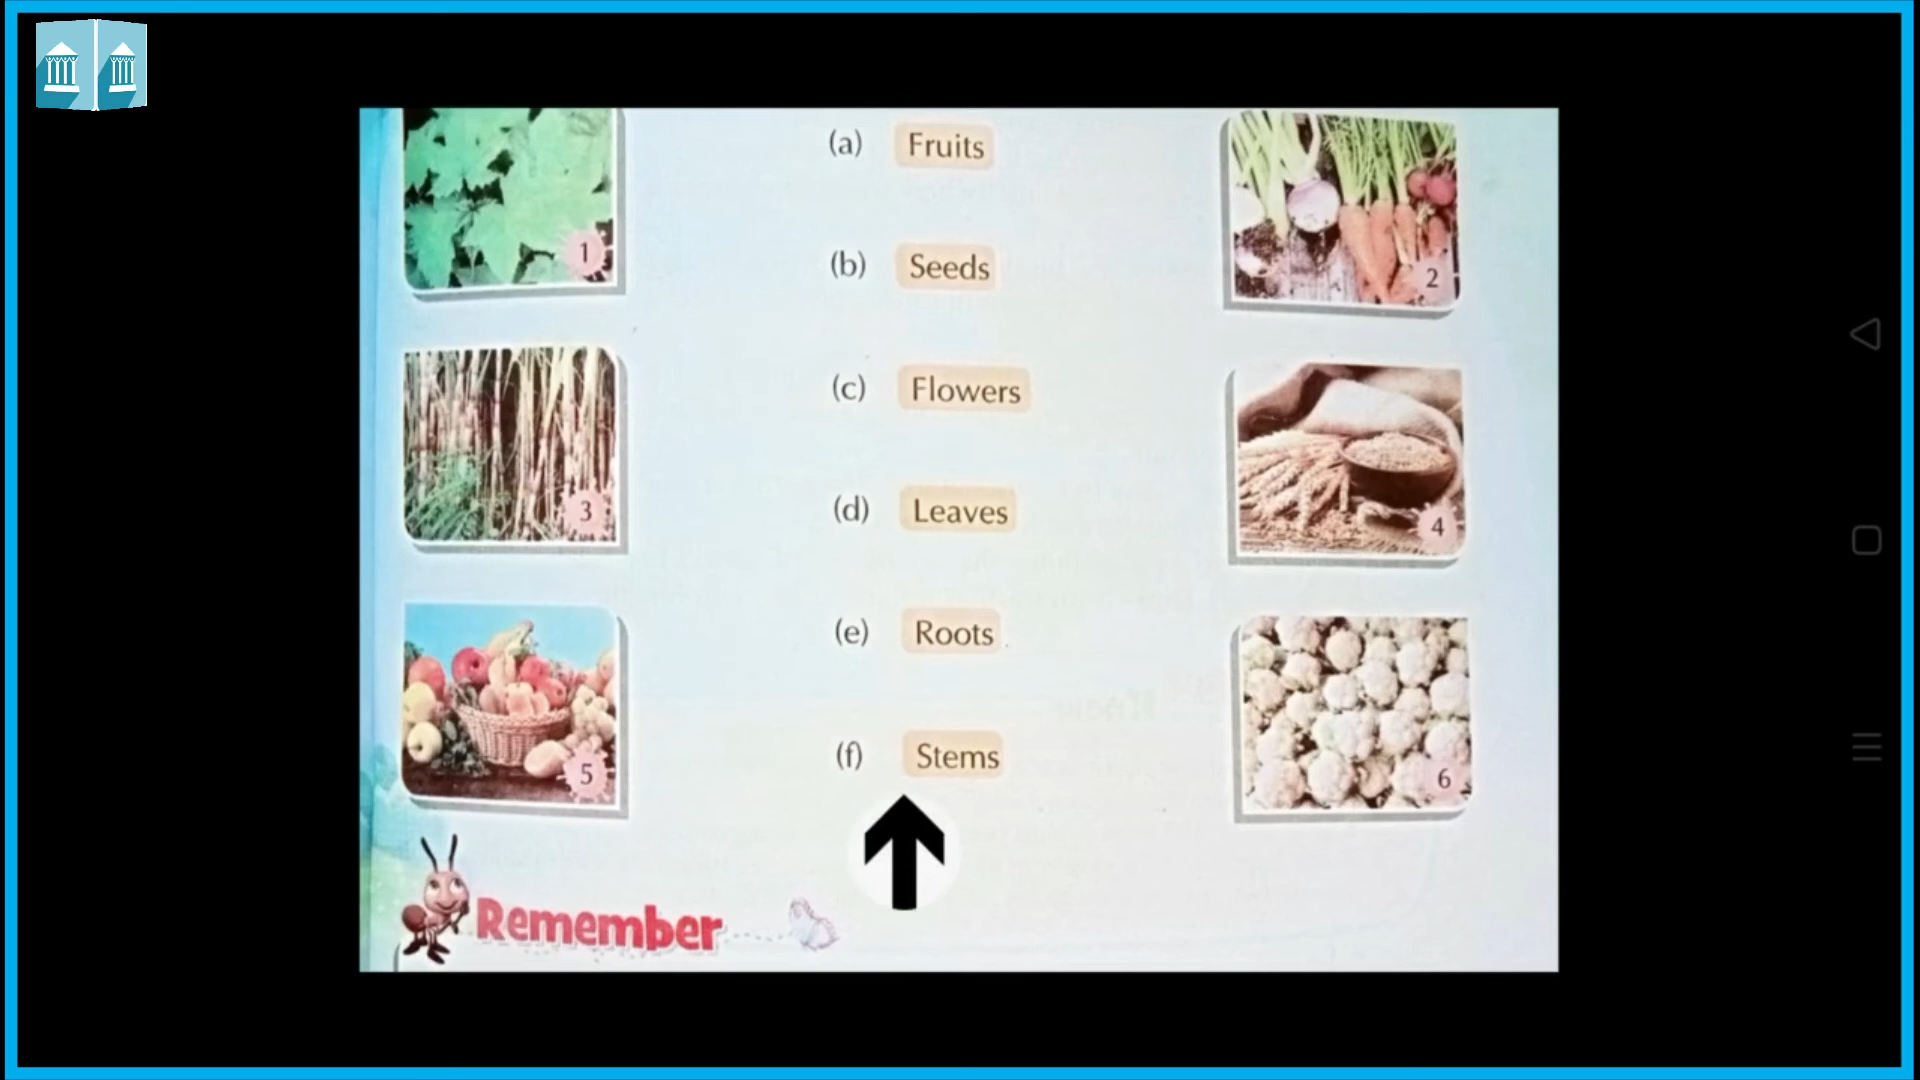 (a) Fruits
1
2
(b) Seeds
(c) Flowers
3
4
(d) Leaves
(e) Roots
5
6
(f) Stems
Remember